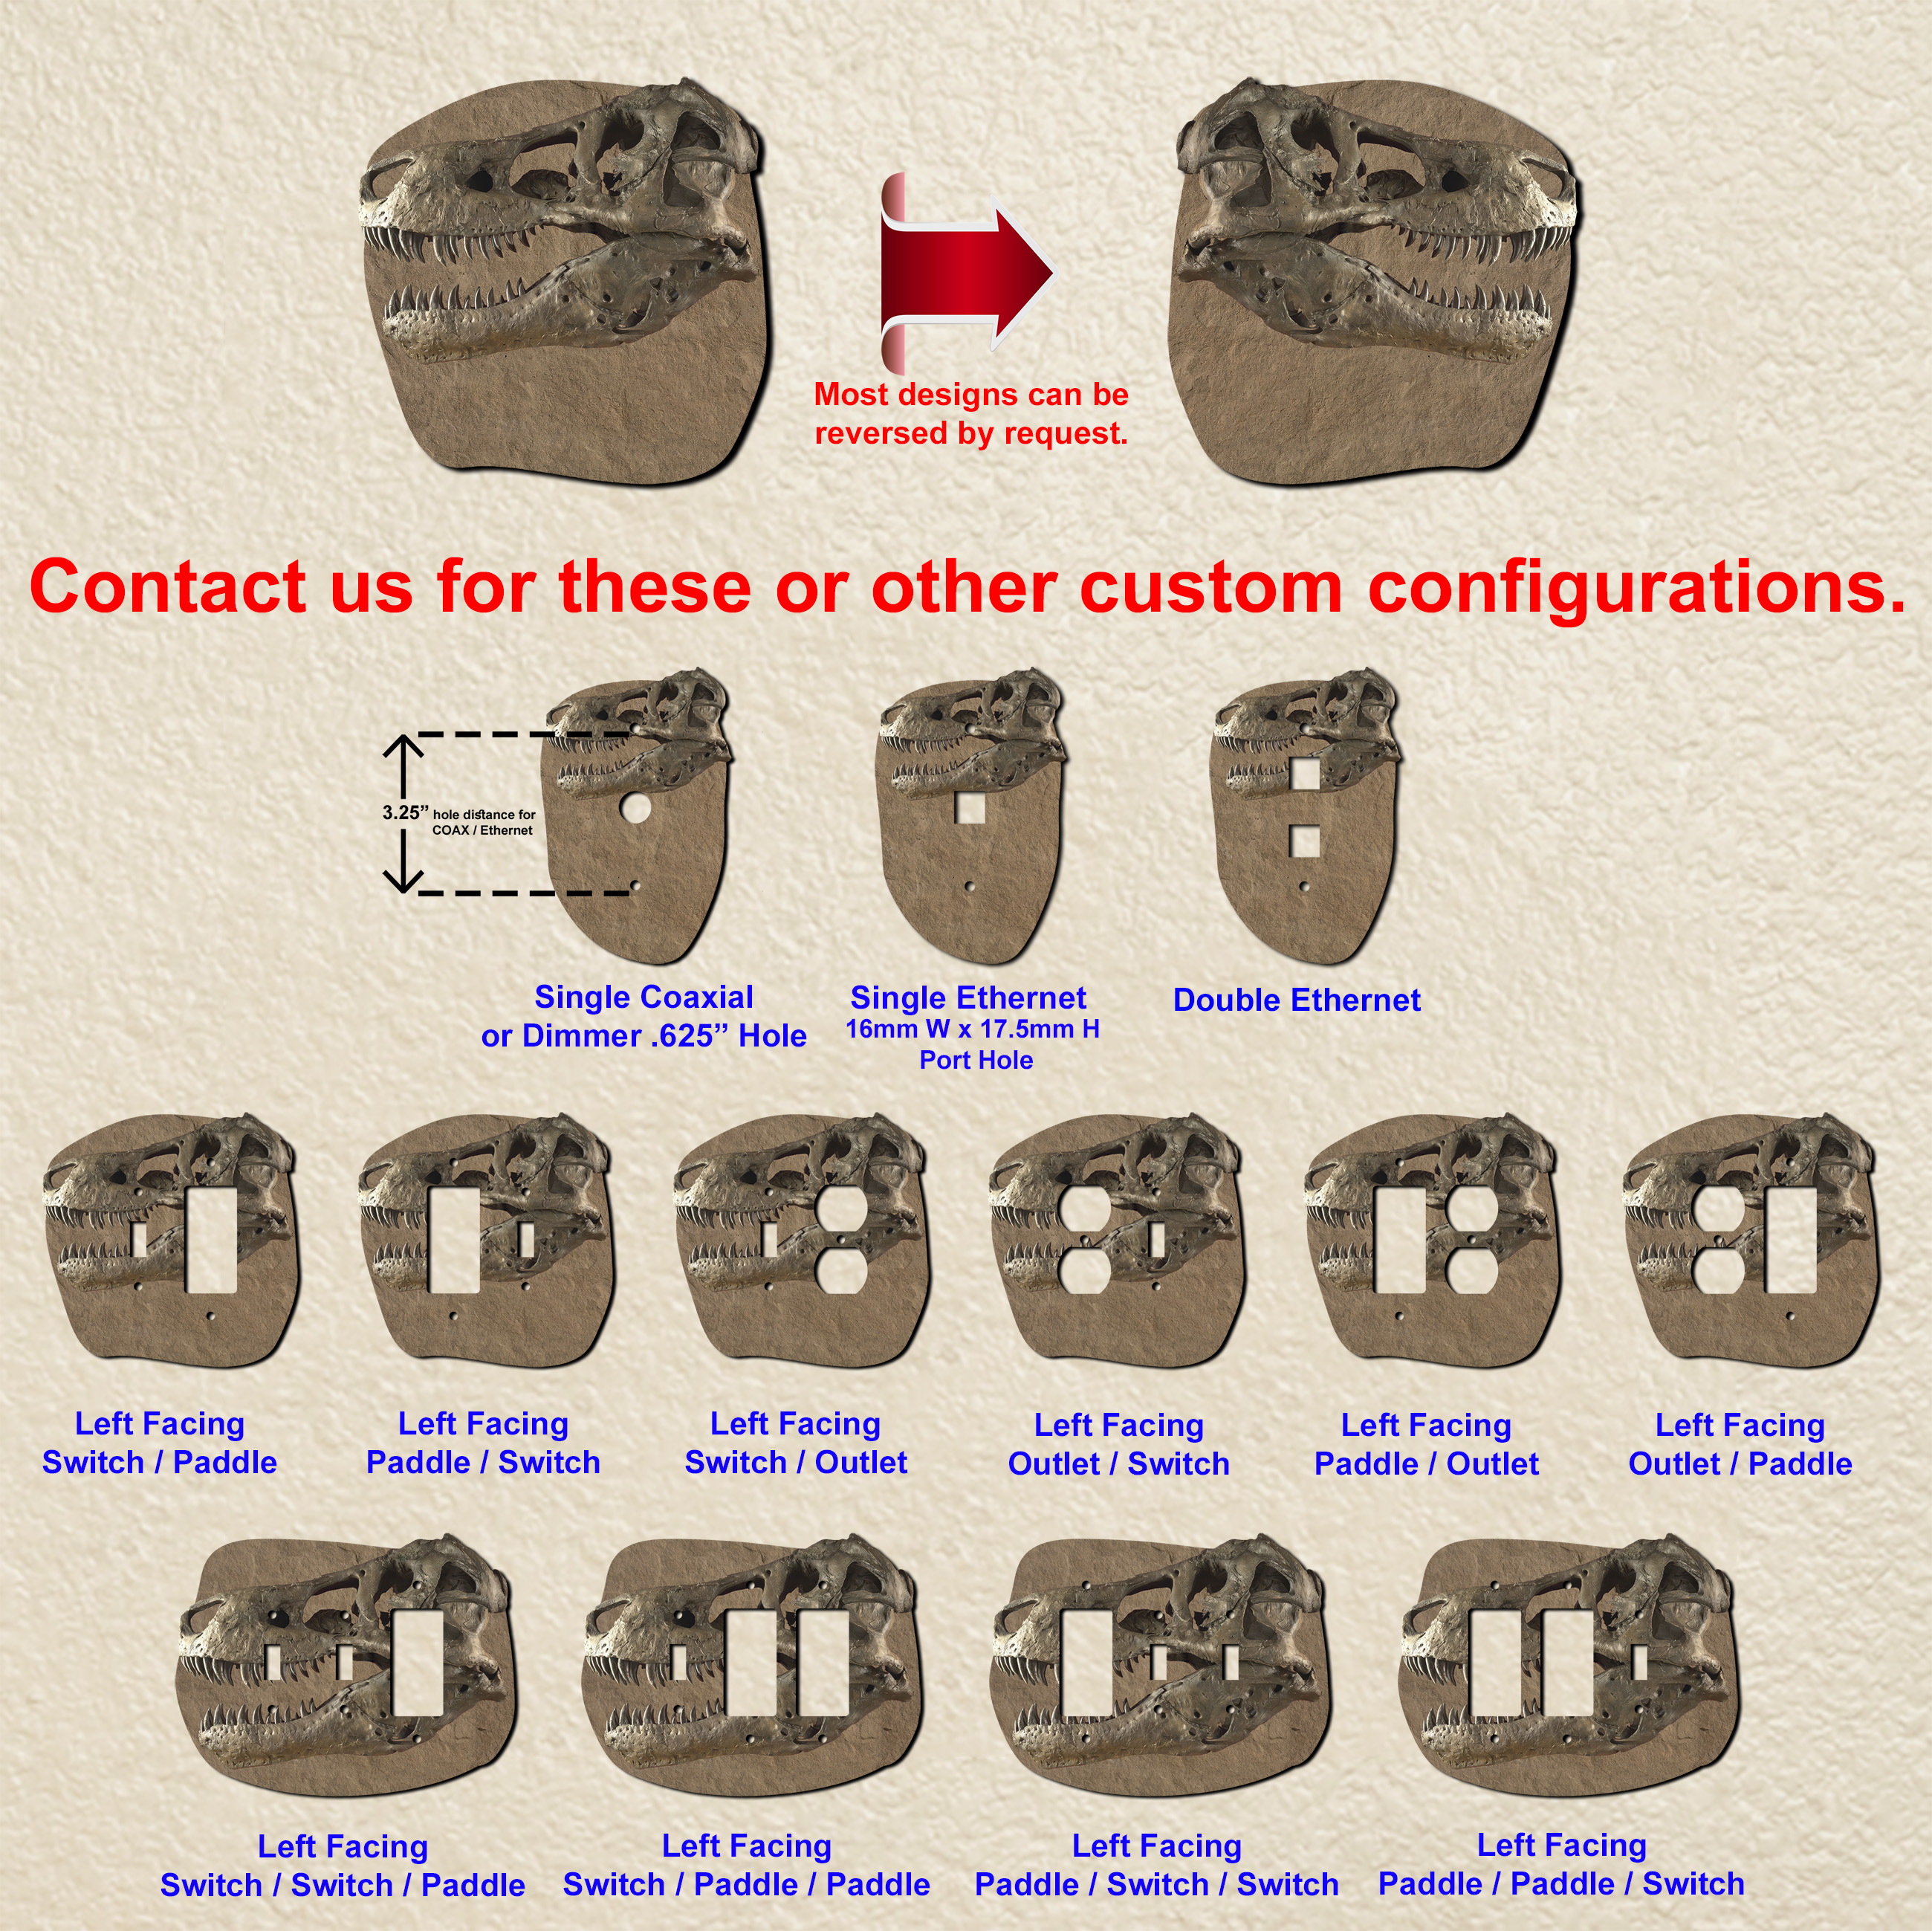 Most designs can be
reversed by request.
Contact us for these or other custom configurations.
3.25” hole distance for
COAX / Ethernet
Single Coaxial
or Dimmer .625” Hole
Single Ethernet
16mm W x 17.5mm H
Port Hole
Double Ethernet
Left Facing
Switch / Paddle
Left Facing
Paddle / Switch
Left Facing
Switch / Outlet
Left Facing
Outlet / Switch
Left Facing
Paddle / Outlet
Left Facing
Outlet / Paddle
Left Facing
Switch / Switch / Paddle
Left Facing
Switch / Paddle / Paddle
Left Facing
Paddle / Switch / Switch
Left Facing
Paddle / Paddle / Switch